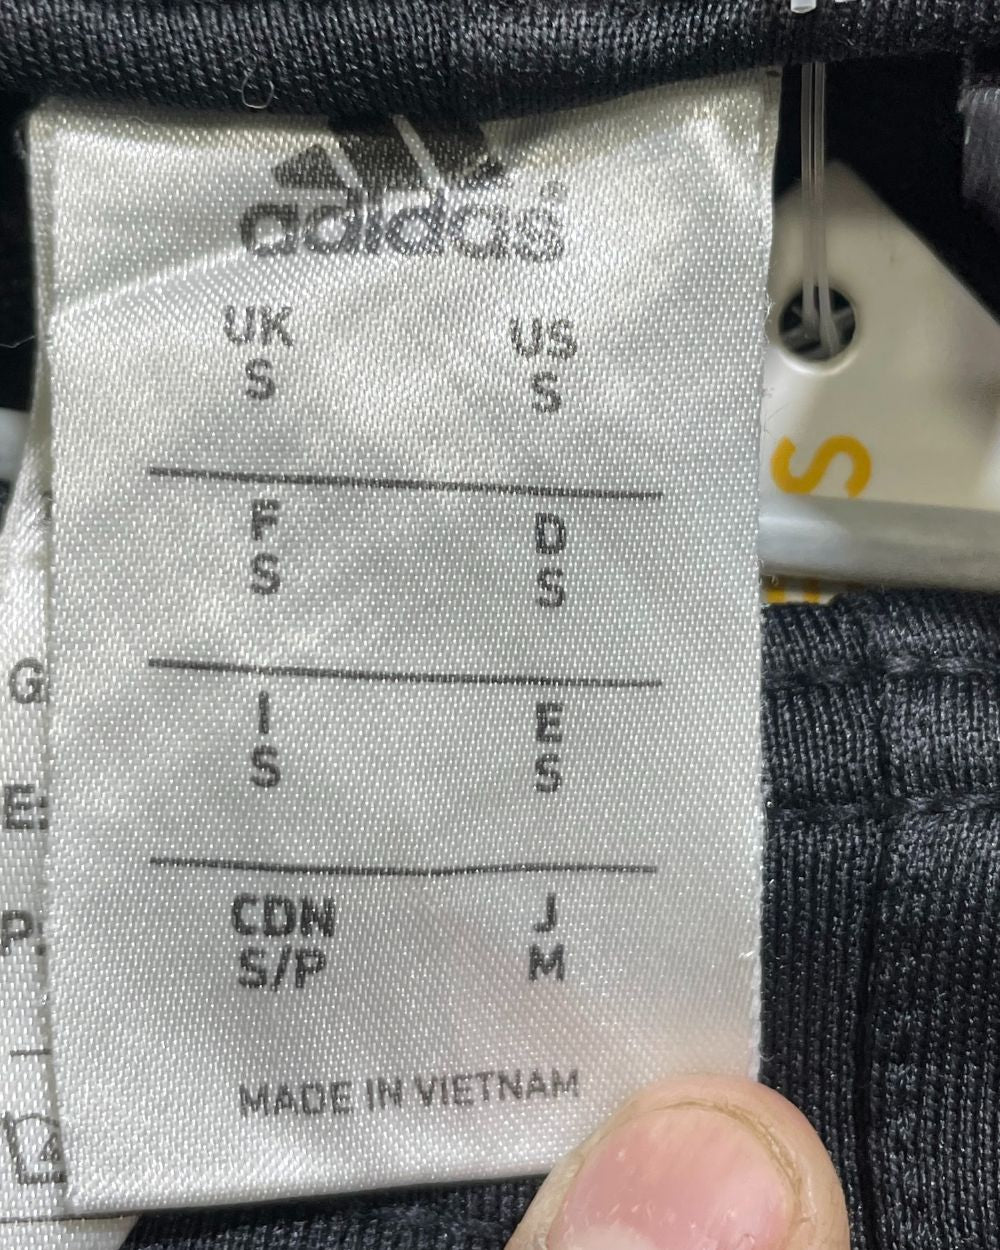 adidas®
UK US
S S
F D
S S
I E
S S
CDN J
S/P M
MADE IN VIETNAM
S
G
E:
P: